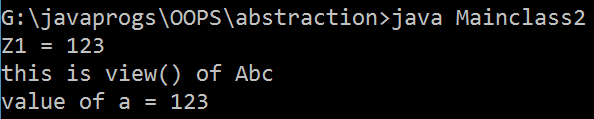 G:\javaprogs\OOPS\abstraction>java Mainclass2
Z1 = 123
this is view() of Abc
value of a = 123